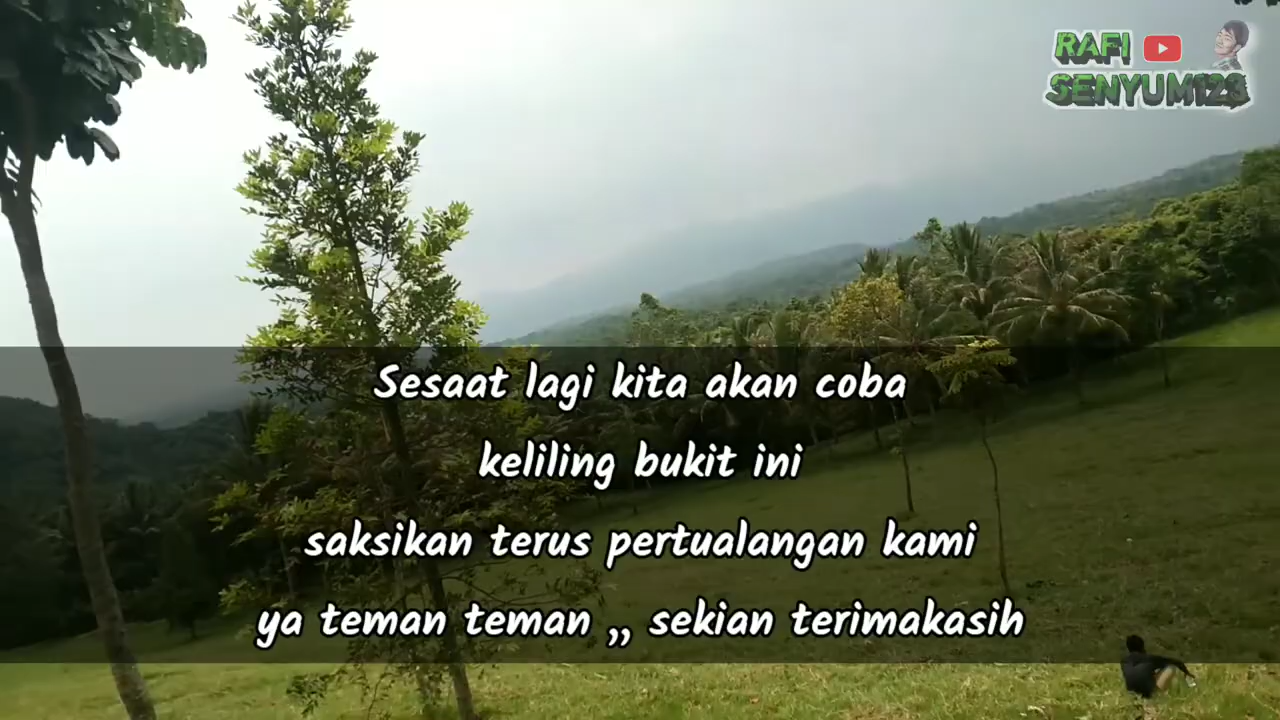 RAFI
SENYUM123
Sesaat lagi kita akan coba
keliling bukit ini
saksikan terus pertualangan kami
ya teman teman ,, sekian terimakasih